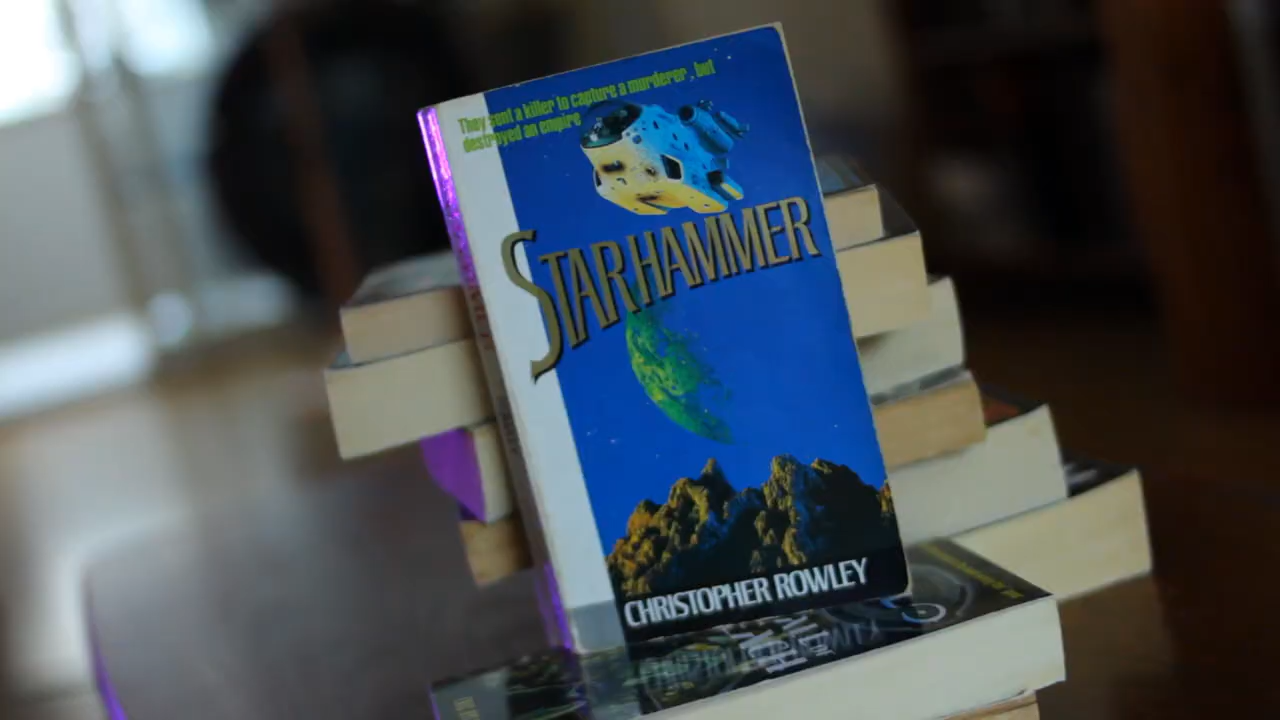 They sent a killer to capture a murderer, but
destroyed an empire
STARHAMMER
CHRISTOPHER ROWLEY